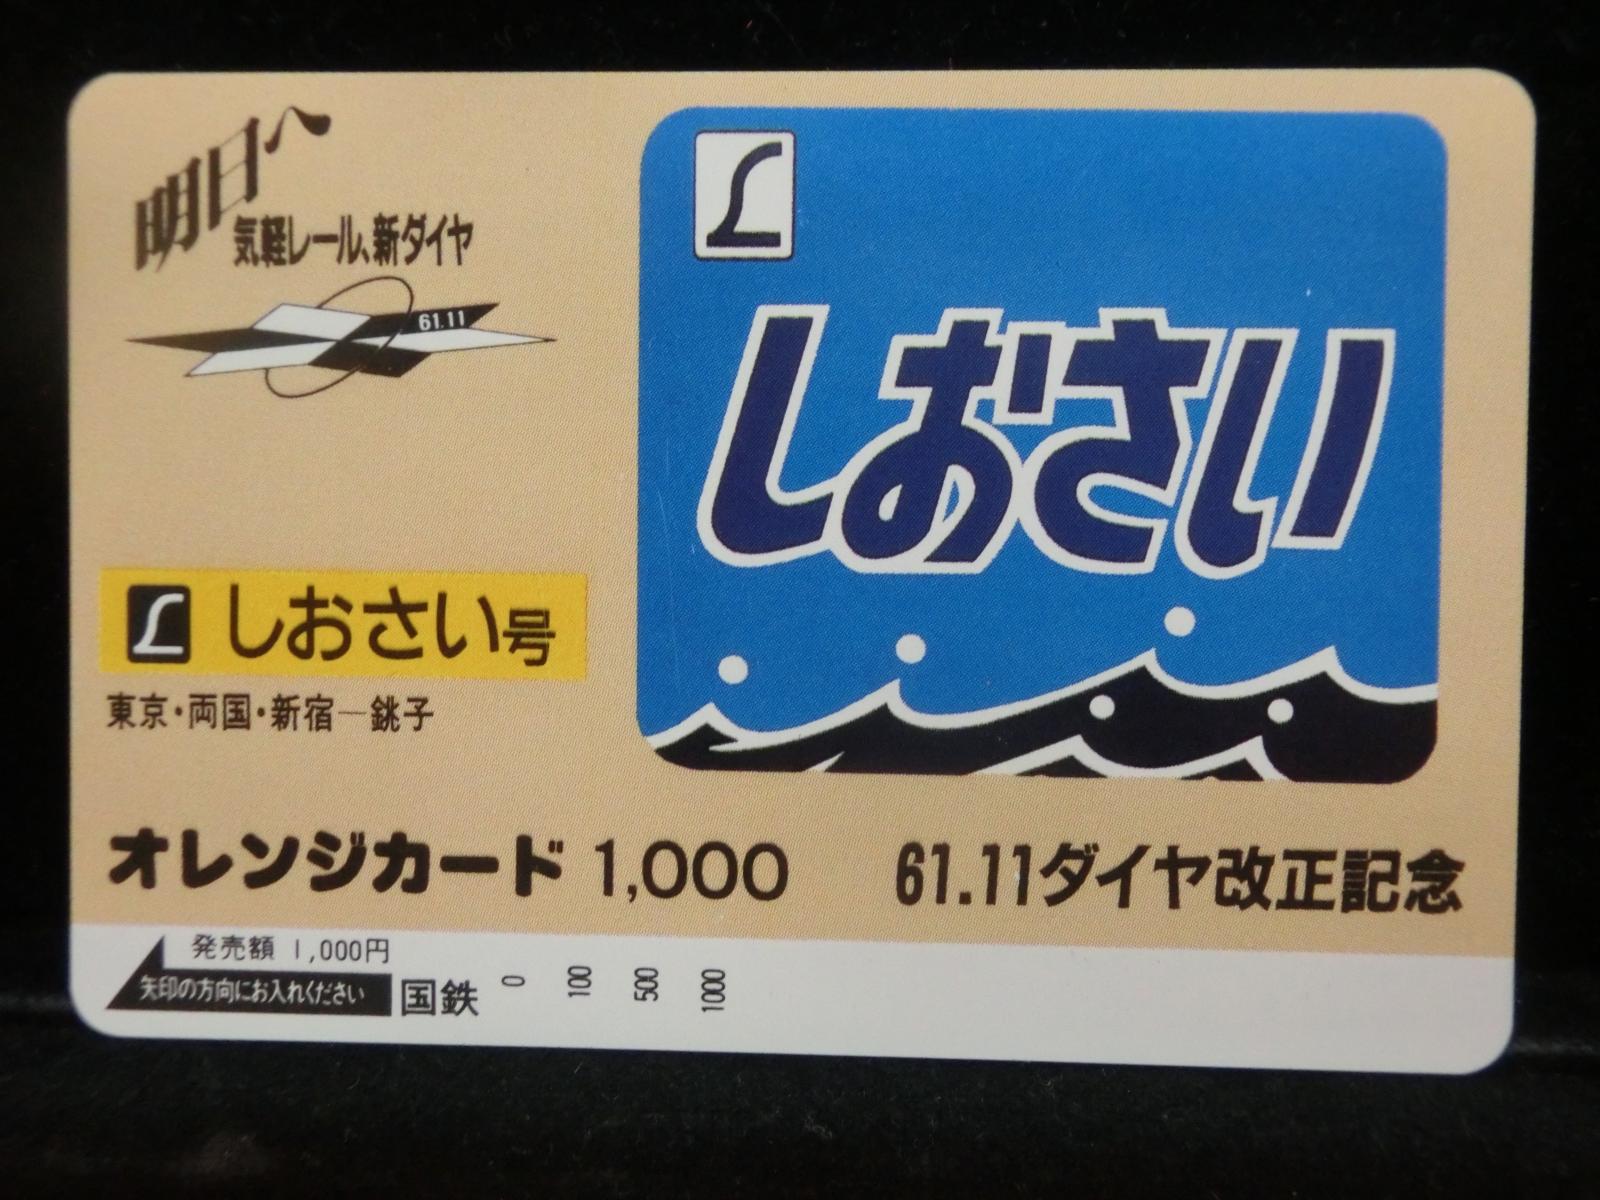 明日へ
気軽レール、新ダイヤ
61.11
L
しおさい
L しおさい号
東京・両国・新宿―銚子
オレンジカード 1,000
61.11ダイヤ改正記念
発売額 1,000円
矢印の方向にお入れください
国鉄 0 100 500 1000